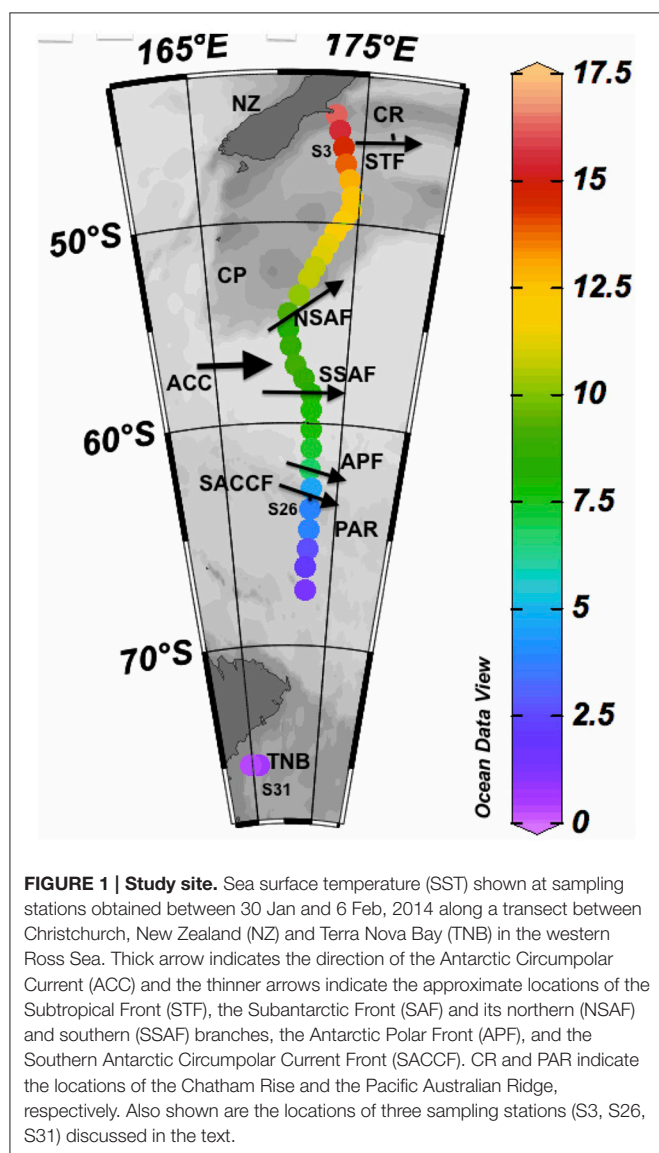 165°E
175°E
17.5
NZ
CR
S3
STF
15
50°S
12.5
CP
NSAF
10
ACC
SSAF
60°S
7.5
APF
SACCF
S26
PAR
5
70°S
2.5
Ocean Data View
TNB
S31
0
FIGURE 1 | Study site. Sea surface temperature (SST) shown at sampling
stations obtained between 30 Jan and 6 Feb, 2014 along a transect between
Christchurch, New Zealand (NZ) and Terra Nova Bay (TNB) in the western
Ross Sea. Thick arrow indicates the direction of the Antarctic Circumpolar
Current (ACC) and the thinner arrows indicate the approximate locations of the
Subtropical Front (STF), the Subantarctic Front (SAF) and its northern (NSAF)
and southern (SSAF) branches, the Antarctic Polar Front (APF), and the
Southern Antarctic Circumpolar Current Front (SACCF). CR and PAR indicate
the locations of the Chatham Rise and the Pacific Australian Ridge,
respectively. Also shown are the locations of three sampling stations (S3, S26,
S31) discussed in the text.